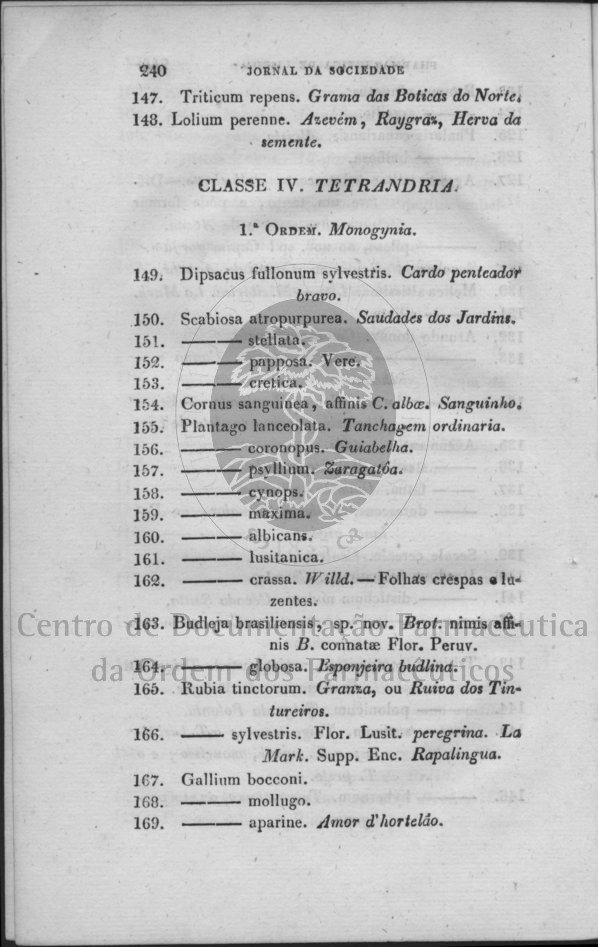 240 JORNAL DA SOCIEDADE
147. Triticum repens. Grama das Boticas do Norte.
148. Lolium perenne. Azevém, Raygraz, Herva da
semente.
CLASSE IV. TETRANDRIA.
1.ª ORDEM. Monogynia.
149. Dipsacus fullonum sylvestris. Cardo penteador
bravo.
150. Scabiosa atropurpurea. Saudades dos Jardins.
151. ——— stellata.
152. ——— papposa. Vere.
153. ——— cretica.
154. Cornus sanguinea, affinis C. albæ. Sanguinho.
155. Plantago lanceolata. Tanchagem ordinaria.
156. ——— coronopus. Guiabelha.
157. ——— psyllium. Zaragatôa.
158. ——— cynops.
159. ——— maxima.
160. ——— albicans.
161. ——— lusitanica.
162. ——— crassa. Willd.—Folhas crespas e lu-
zentes.
163. Budleja brasiliensis, sp. nov. Brot. nimis affi-
nis B. connatæ Flor. Peruv.
Centro de Documentação Farmacêutica
164. ——— globosa. Esponjeira budlina.
da Ordem dos Farmacêuticos
165. Rubia tinctorum. Granza, ou Ruiva dos Tin-
tureiros.
166. ——— sylvestris. Flor. Lusit. peregrina. La
Mark. Supp. Enc. Rapalingua.
167. Gallium bocconi.
168. ——— mollugo.
169. ——— aparine. Amor d'hortelão.